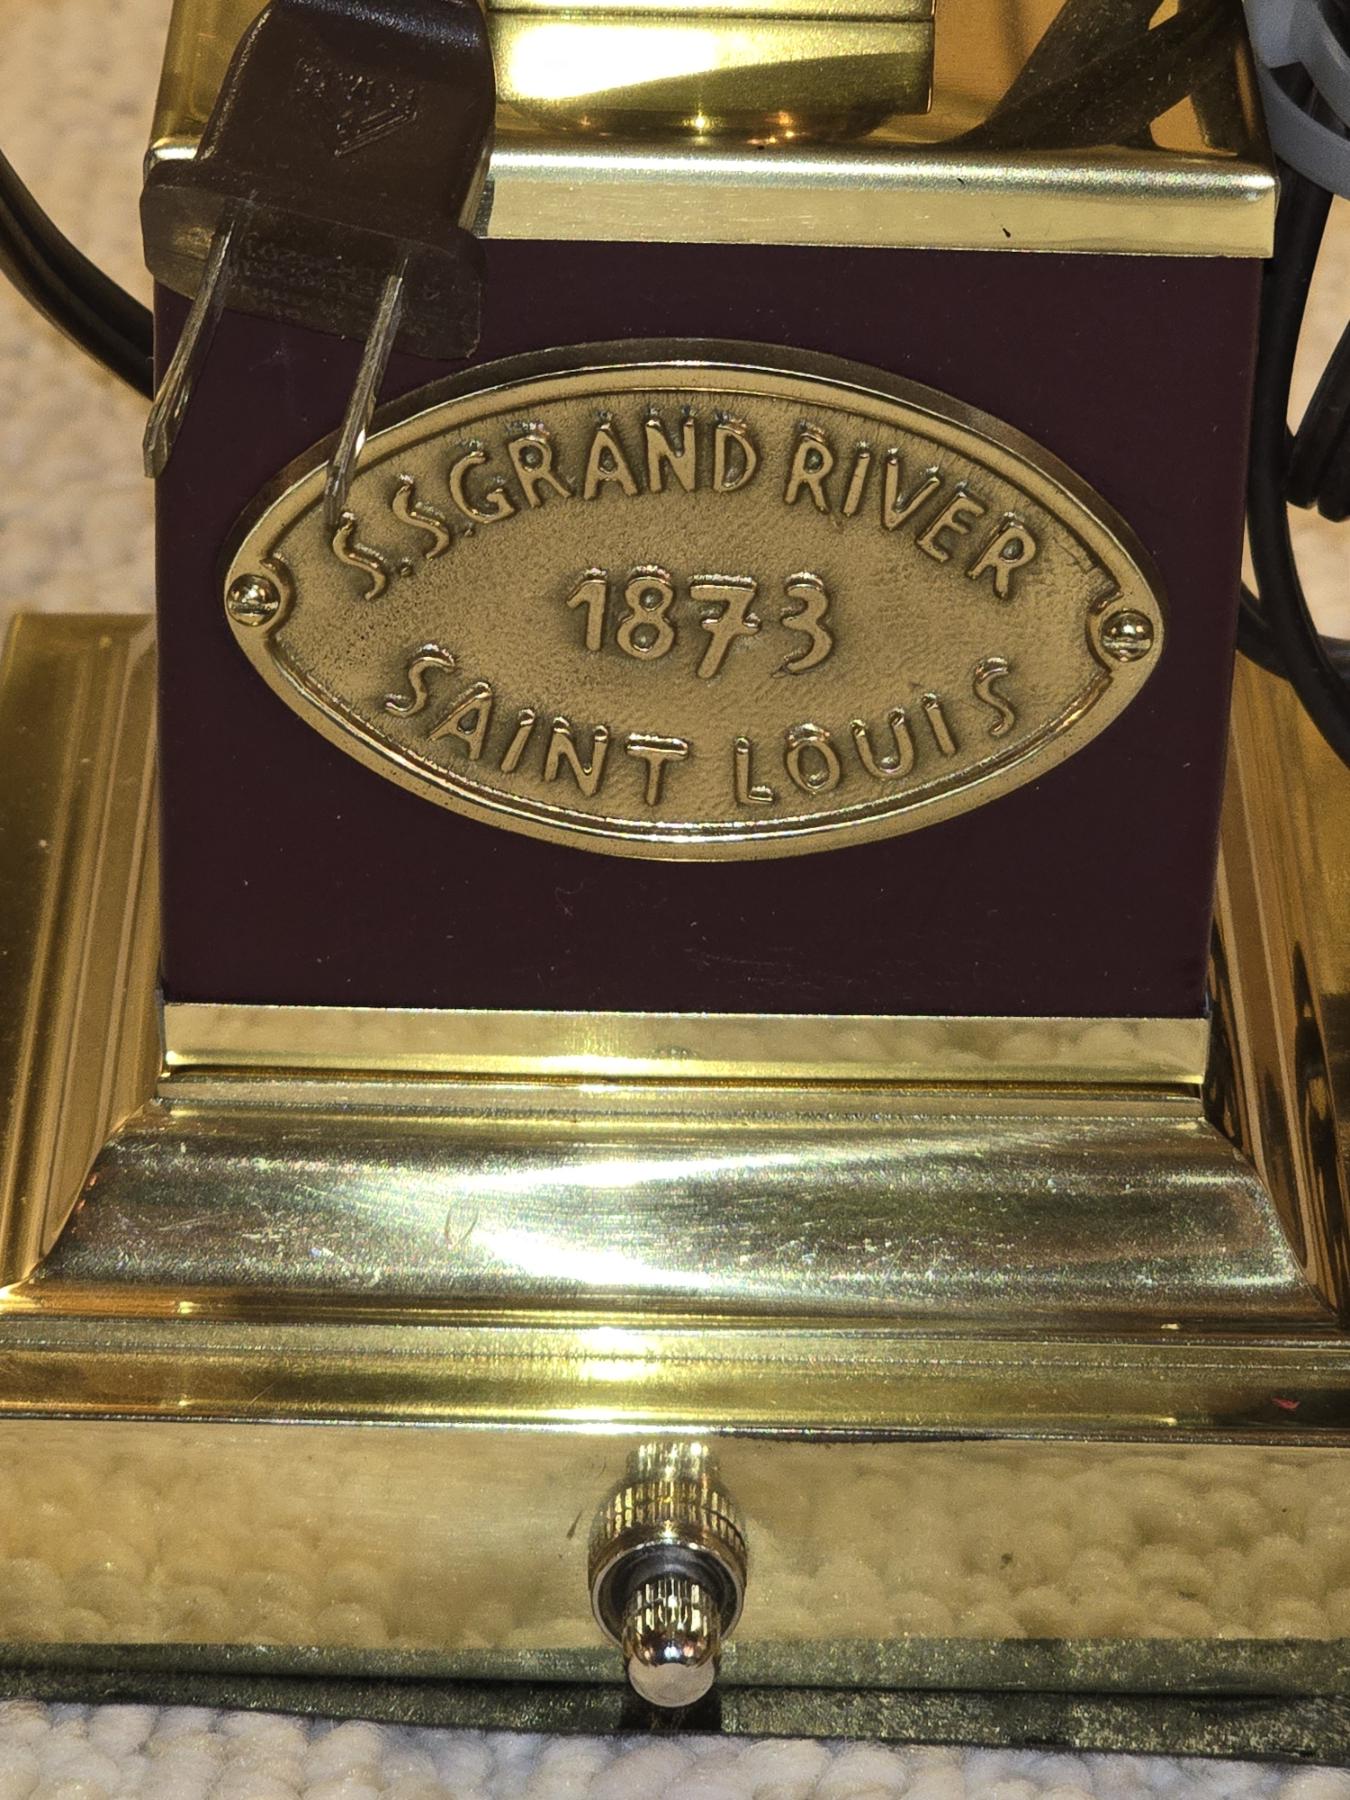 S.S. GRAND RIVER
1873
SAINT LOUIS